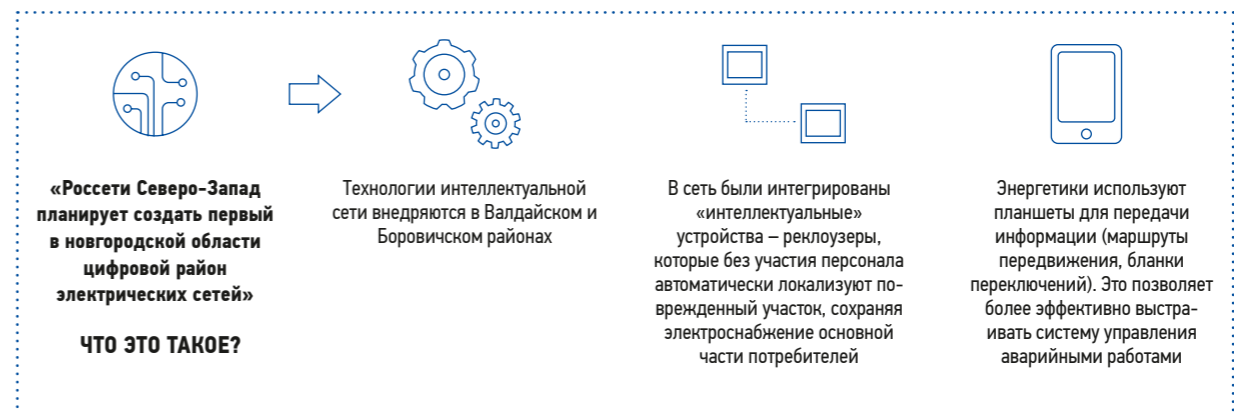 «Россети Северо-Запад
планирует создать первый
в новгородской области
цифровой район
электрических сетей»
ЧТО ЭТО ТАКОЕ?
Технологии интеллектуальной
сети внедряются в Валдайском и
Боровичском районах
В сеть были интегрированы
«интеллектуальные»
устройства – реклоузеры,
которые без участия персонала
автоматически локализуют по-
врежденный участок, сохраняя
электроснабжение основной
части потребителей
Энергетики используют
планшеты для передачи
информации (маршруты
передвижения, бланки
переключений). Это позволяет
более эффективно выстра-
ивать систему управления
аварийными работами